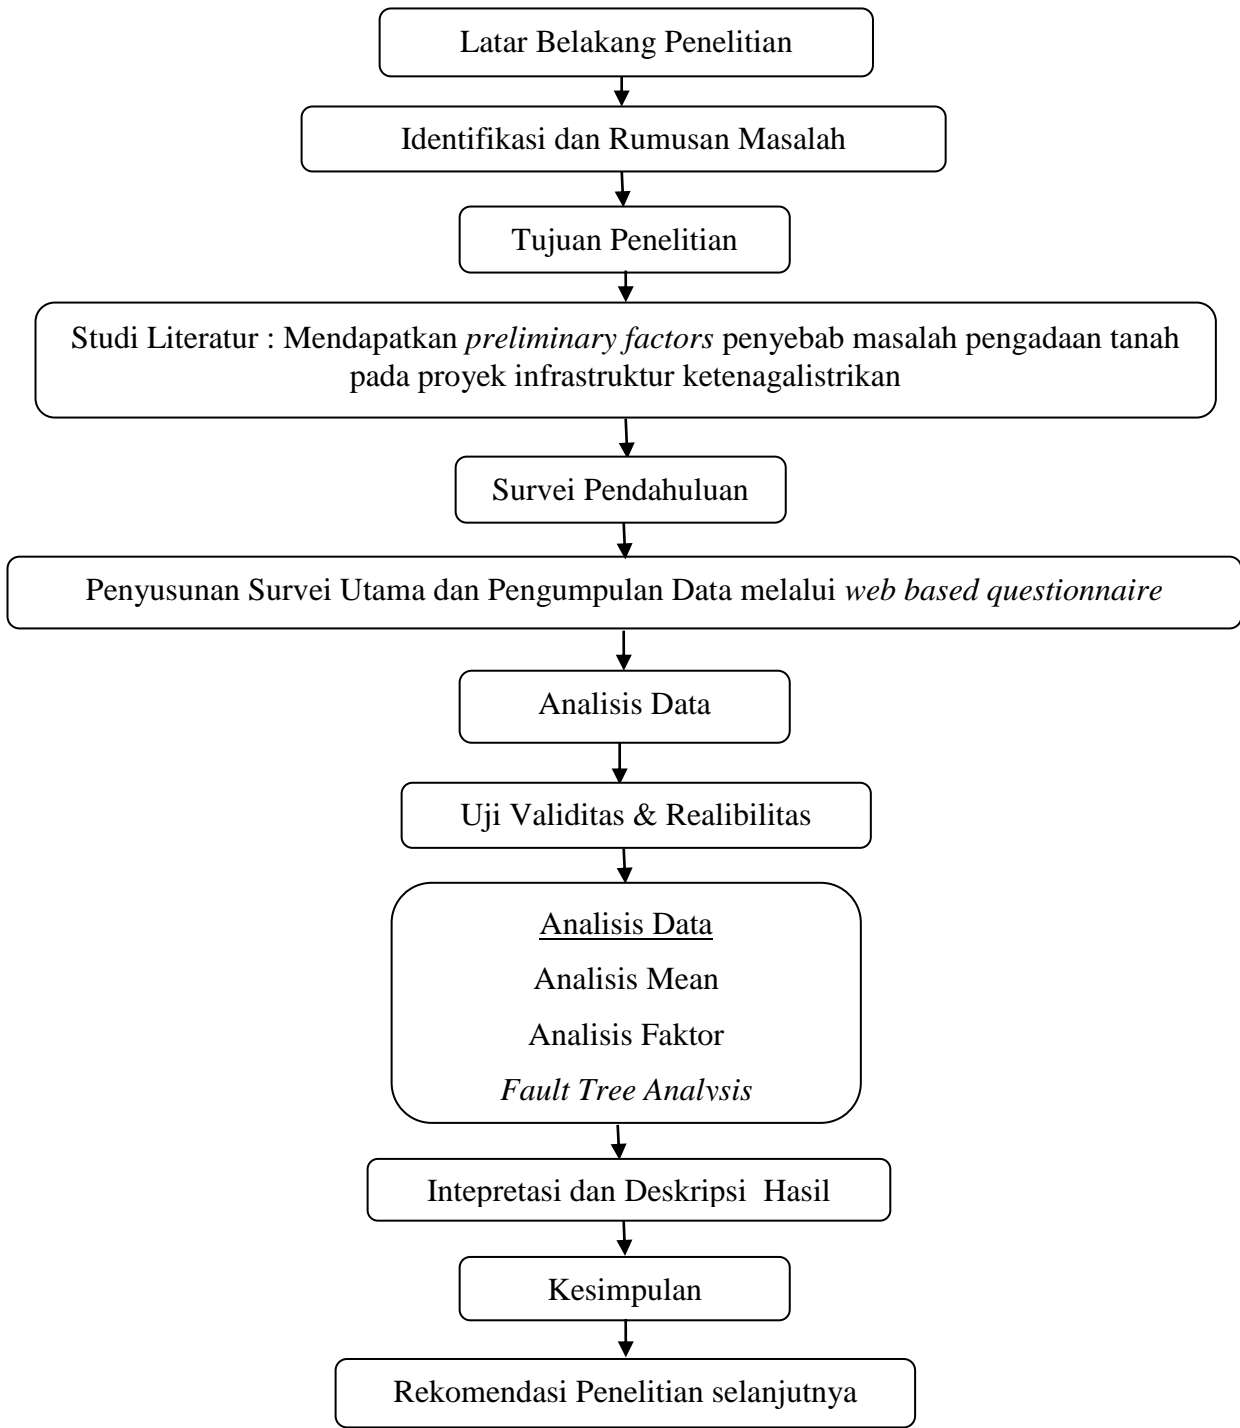 Latar Belakang Penelitian
Identifikasi dan Rumusan Masalah
Tujuan Penelitian
Studi Literatur : Mendapatkan preliminary factors penyebab masalah pengadaan tanah
pada proyek infrastruktur ketenagalistrikan
Survei Pendahuluan
Penyusunan Survei Utama dan Pengumpulan Data melalui web based questionnaire
Analisis Data
Uji Validitas & Realibilitas
Analisis Data
Analisis Mean
Analisis Faktor
Fault Tree Analysis
Intepretasi dan Deskripsi Hasil
Kesimpulan
Rekomendasi Penelitian selanjutnya